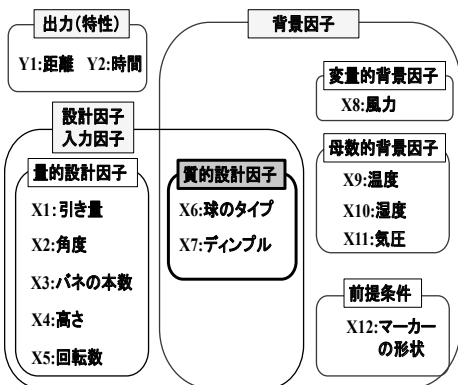 出力(特性)
Y1:距離 Y2:時間
背景因子
変量的背景因子
X8:風力
設計因子
入力因子
量的設計因子
X1:引き量
X2:角度
X3:バネの本数
X4:高さ
X5:回転数
質的設計因子
X6:球のタイプ
X7:ディンプル
母数的背景因子
X9:温度
X10:湿度
X11:気圧
前提条件
X12:マーカー
の形状